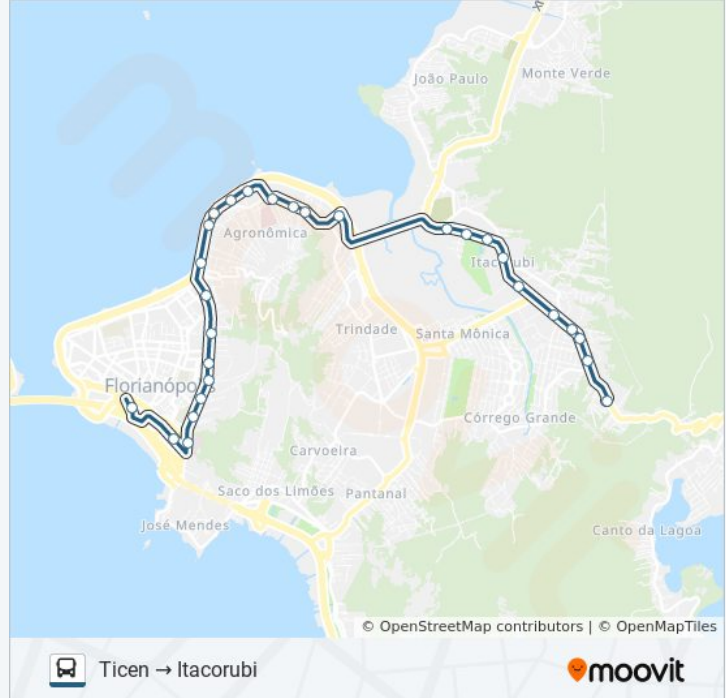 João Paulo
Monte Verde
Agronômica
Itacorubi
Trindade
Santa Mônica
Florianópolis
Córrego Grande
Carvoeira
Saco dos Limões
Pantanal
José Mendes
Canto da Lagoa
© OpenStreetMap contributors | © OpenMapTiles
Ticen → Itacorubi
moovit